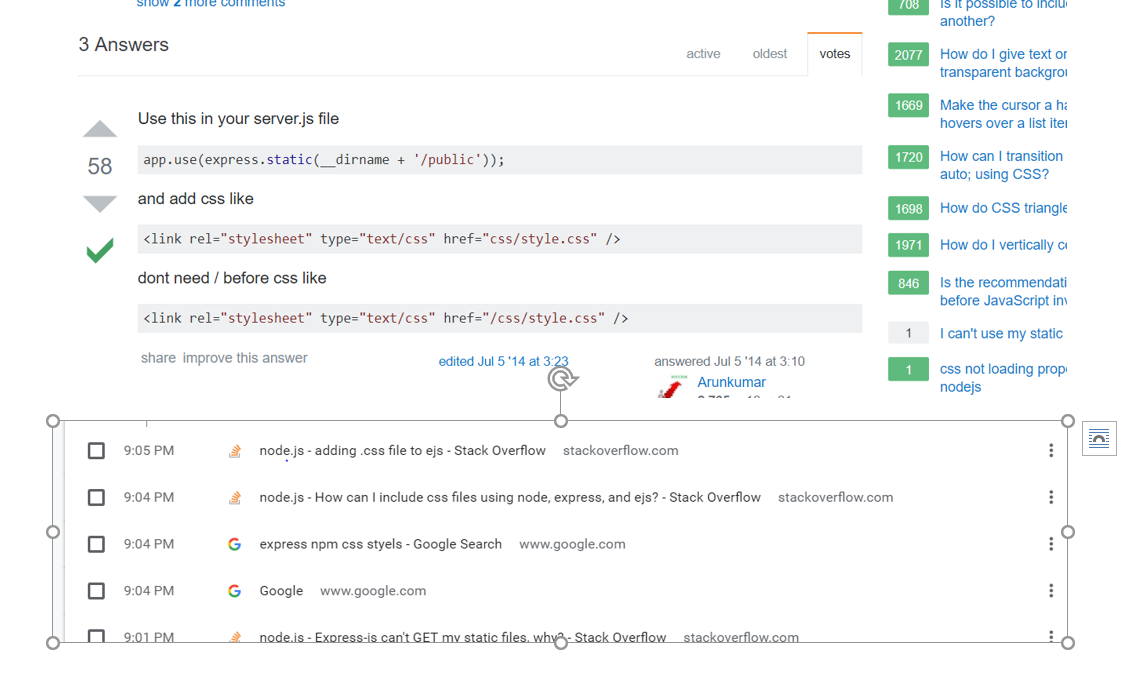 show 2 more comments
3 Answers
active oldest votes
Use this in your server.js file
58
app.use(express.static(__dirname + '/public'));
and add css like
<link rel="stylesheet" type="text/css" href="css/style.css" />
dont need / before css like
<link rel="stylesheet" type="text/css" href="/css/style.css" />
share improve this answer
edited Jul 5 '14 at 3:23
answered Jul 5 '14 at 3:10
Arunkumar
708 Is it possible to inclu
another?
2077 How do I give text or
transparent backgrou
1669 Make the cursor a ha
hovers over a list iter
1720 How can I transition
auto; using CSS?
1698 How do CSS triangle
1971 How do I vertically ce
846 Is the recommendati
before JavaScript inv
1 I can't use my static
1 css not loading prope
nodejs
9:05 PM node.js - adding .css file to ejs - Stack Overflow stackoverflow.com
9:04 PM node.js - How can I include css files using node, express, and ejs? - Stack Overflow stackoverflow.com
9:04 PM express npm css styels - Google Search www.google.com
9:04 PM Google www.google.com
9:01 PM node.js - Express-js can't GET my static files, why? - Stack Overflow stackoverflow.com